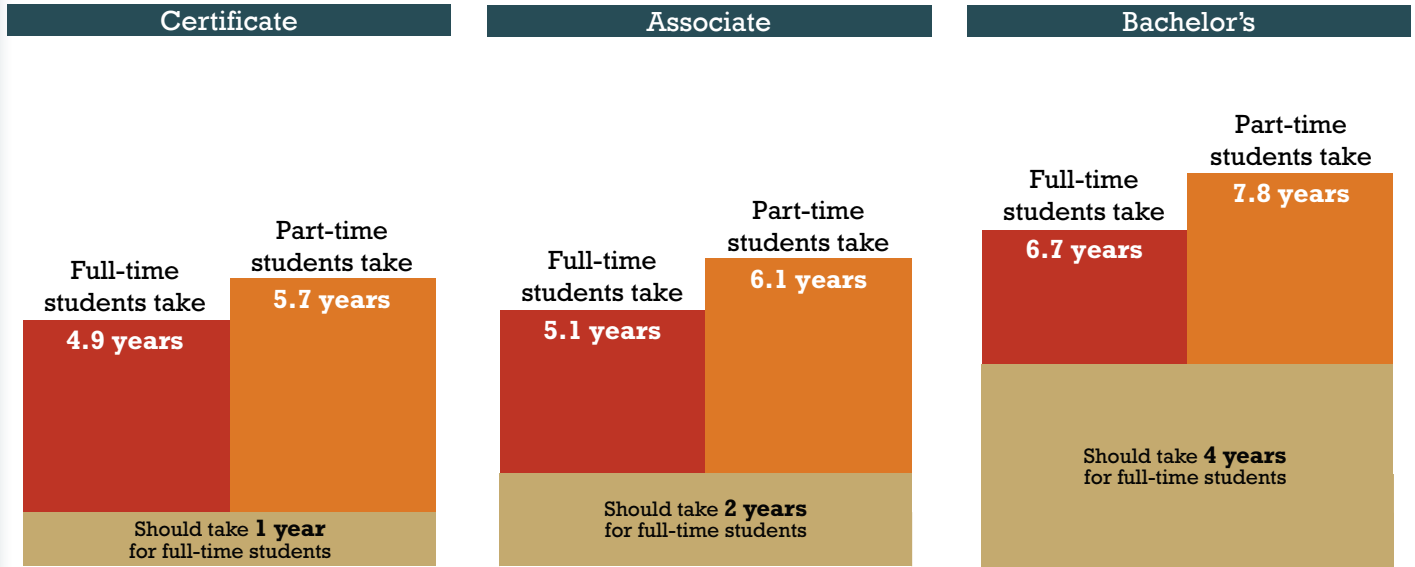 Certificate
Full-time
students take
4.9 years
Part-time
students take
5.7 years
Should take 1 year
for full-time students
Associate
Full-time
students take
5.1 years
Part-time
students take
6.1 years
Should take 2 years
for full-time students
Bachelor's
Full-time
students take
6.7 years
Part-time
students take
7.8 years
Should take 4 years
for full-time students